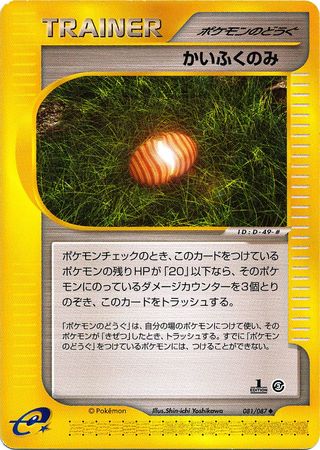 TRAINER
ポケモンのどうぐ
かいふくのみ
ID:D-49-#
ポケモンチェックのとき、このカードをつけている
ポケモンの残りHPが「20」以下なら、そのポケ
モンにのっているダメージカウンターを3個とり
のぞき、このカードをトラッシュする。
「ポケモンのどうぐ」は、自分の場のポケモンにつけて使い、その
ポケモンが「きぜつ」したとき、トラッシュする。すでに「ポケモン
のどうぐ」をつけているポケモンには、つけることができない。
1
EDITION
e
©Pokémon
Illus.Shin-ichi Yoshikawa
081/087◆